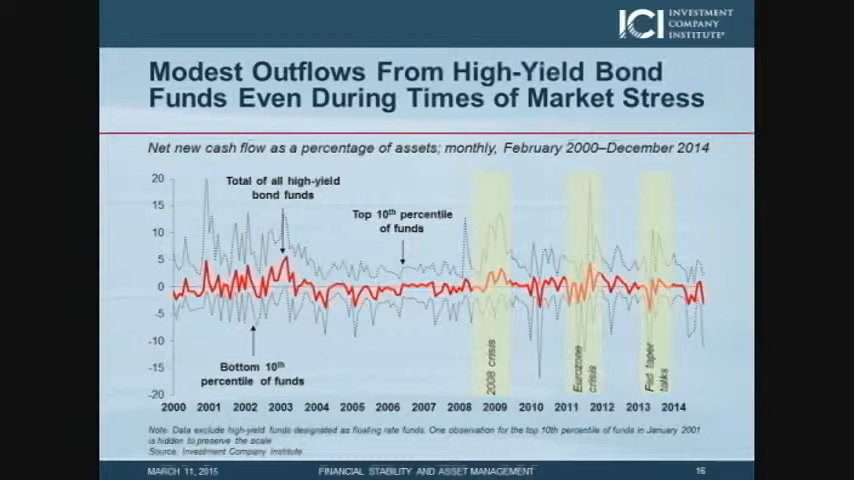 ICI INVESTMENT
COMPANY
INSTITUTE®
Modest Outflows From High-Yield Bond
Funds Even During Times of Market Stress
Net new cash flow as a percentage of assets; monthly, February 2000–December 2014
20
15
10
5
0
-5
-10
-15
-20
Total of all high-yield
bond funds
Top 10th percentile
of funds
Bottom 10th
percentile of funds
2008 crisis
Eurozone
crisis
Fed taper
talks
2000 2001 2002 2003 2004 2005 2006 2007 2008 2009 2010 2011 2012 2013 2014
Note: Data exclude high-yield funds designated as floating rate funds. One observation for the top 10th percentile of funds in January 2001
is hidden to preserve the scale
Source: Investment Company Institute
MARCH 11, 2015 FINANCIAL STABILITY AND ASSET MANAGEMENT 16